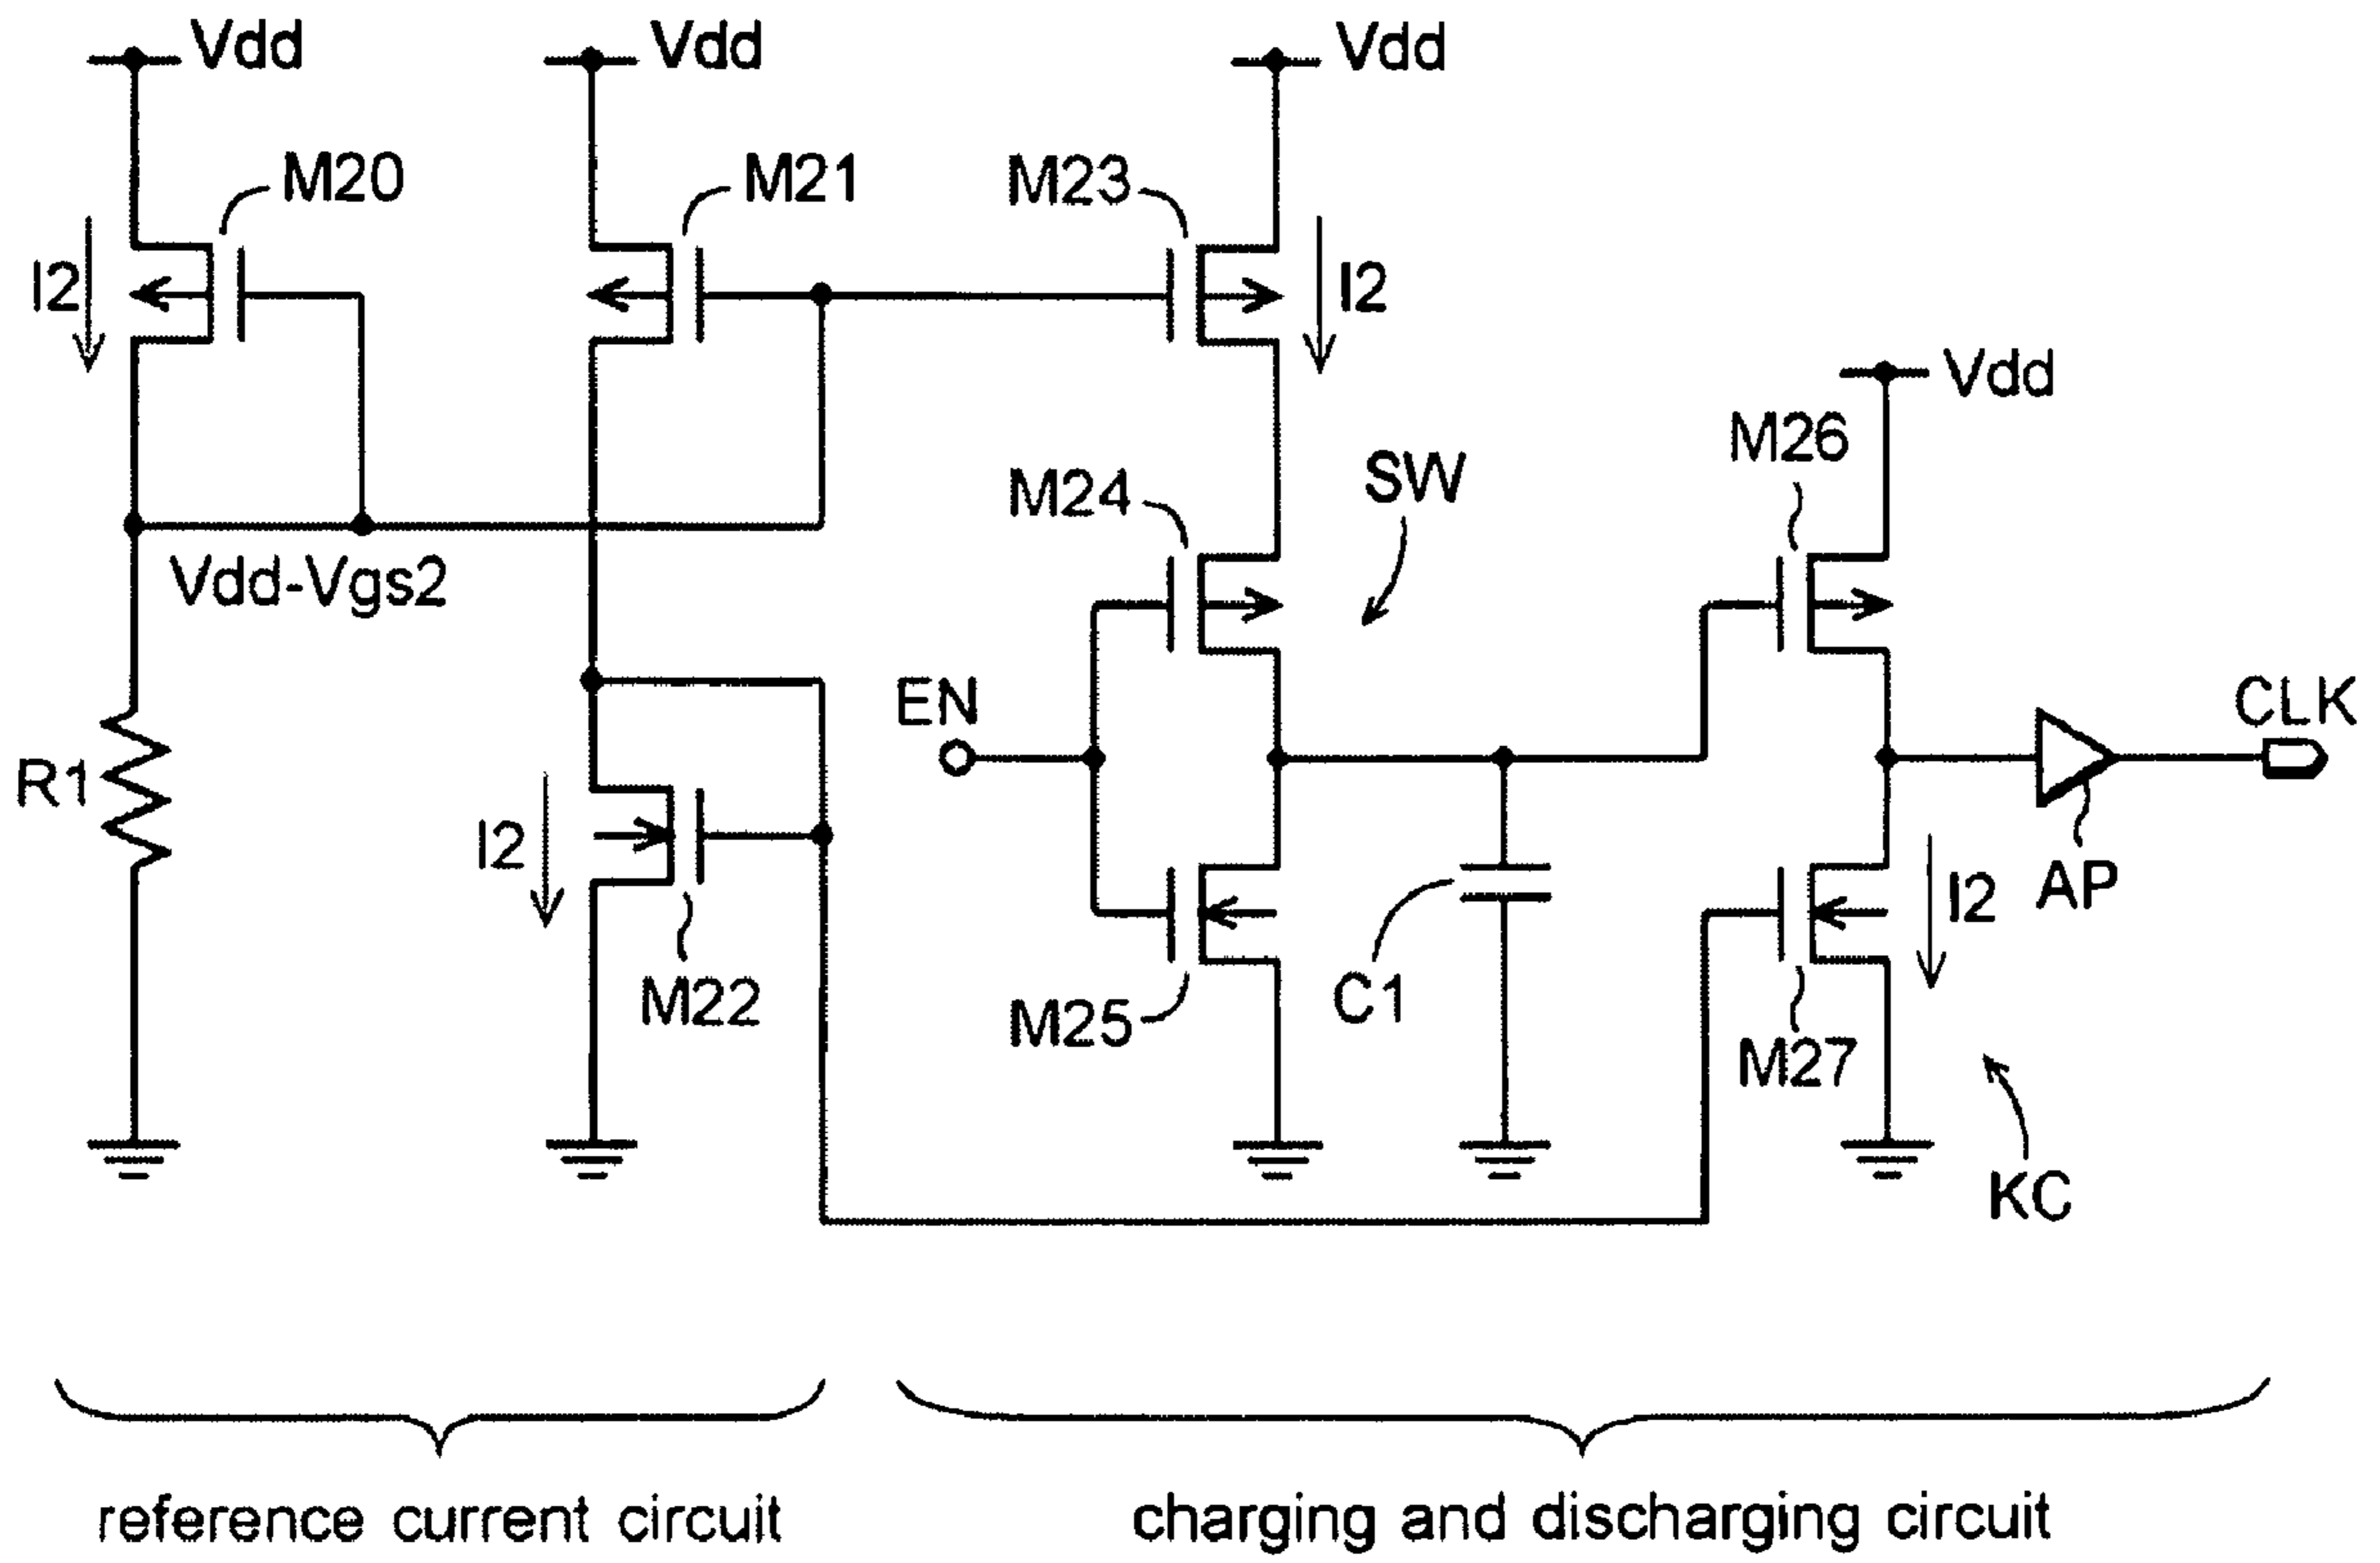 Vdd
Vdd
Vdd
M20
M21
M23
I2
I2
Vdd
M26
M24
SW
Vdd-Vgs2
EN
CLK
R1
I2
I2
AP
M22
M25
C1
M27
KC
reference current circuit
charging and discharging circuit